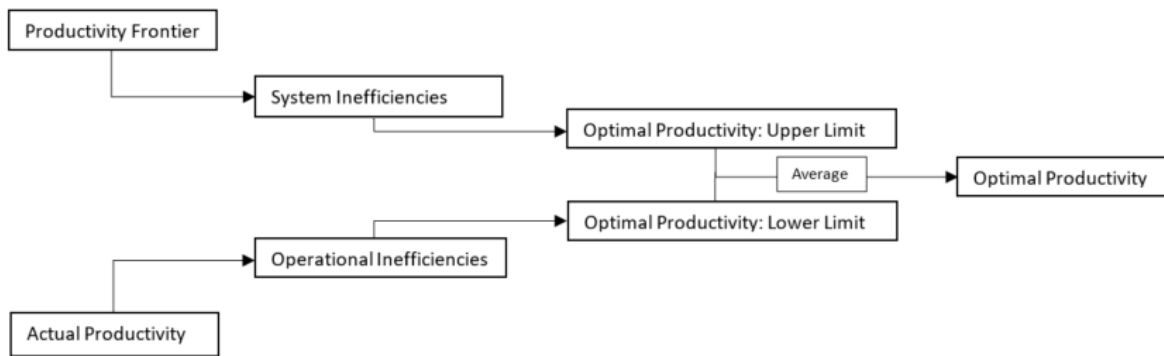 Productivity Frontier
System Inefficiencies
Optimal Productivity: Upper Limit
Average
Optimal Productivity
Optimal Productivity: Lower Limit
Operational Inefficiencies
Actual Productivity